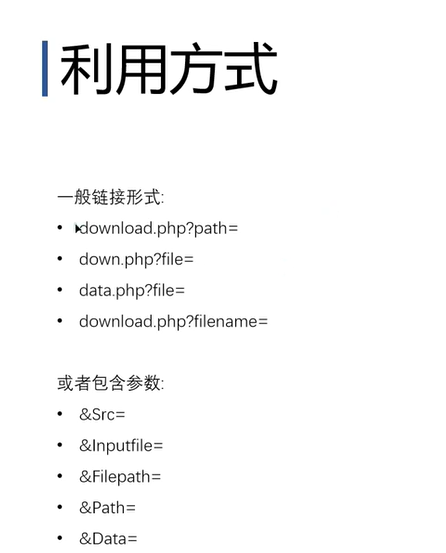 利用方式
一般链接形式:
• download.php?path=
• down.php?file=
• data.php?file=
• download.php?filename=
或者包含参数:
• &Src=
• &Inputfile=
• &Filepath=
• &Path=
• &Data=